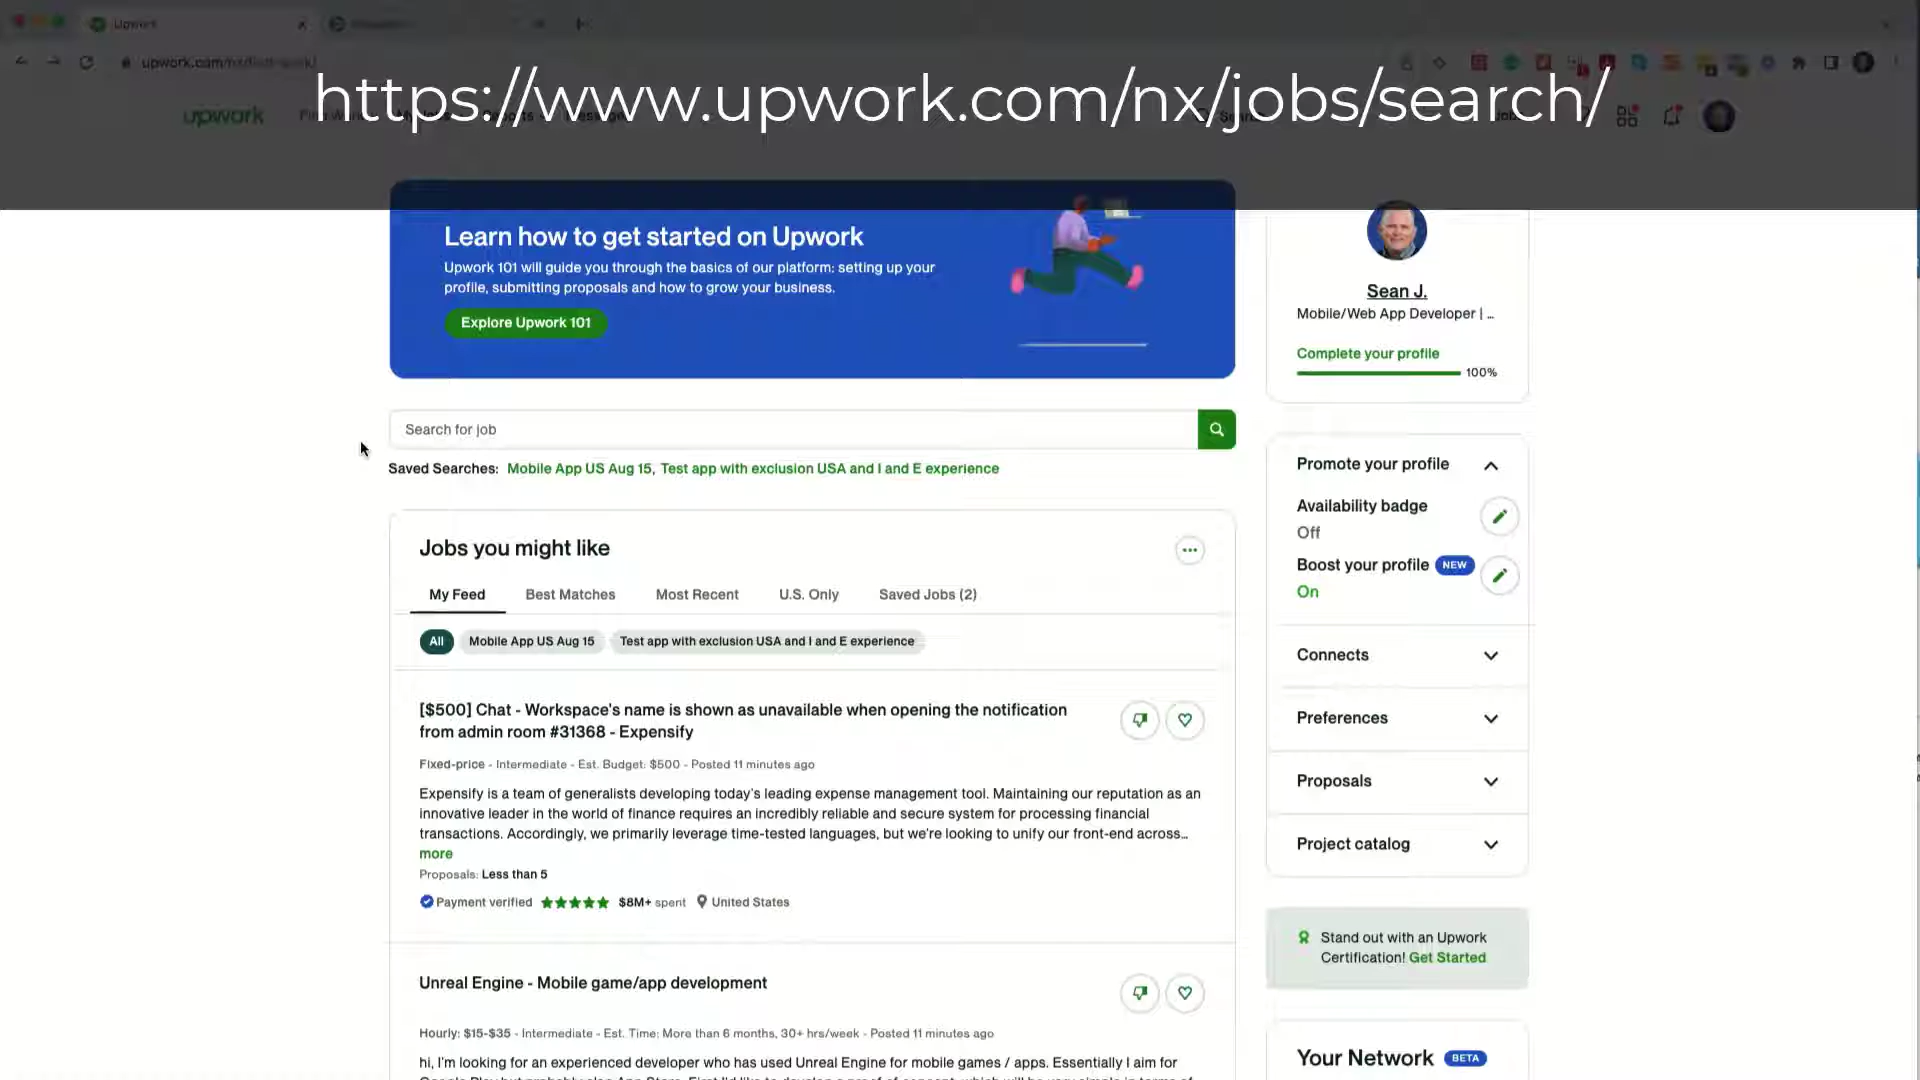 Upwork
upwork.com/nx/find-work/
https://www.upwork.com/nx/jobs/search/
upwork
Learn how to get started on Upwork
Upwork 101 will guide you through the basics of our platform: setting up your
profile, submitting proposals and how to grow your business.
Explore Upwork 101
Sean J.
Mobile/Web App Developer | ...
Complete your profile
100%
Search for job
Saved Searches: Mobile App US Aug 15, Test app with exclusion USA and I and E experience
Promote your profile
Availability badge
Off
Boost your profile NEW
On
Connects
Preferences
Proposals
Project catalog
Jobs you might like
My Feed Best Matches Most Recent U.S. Only Saved Jobs (2)
All Mobile App US Aug 15 Test app with exclusion USA and I and E experience
[$500] Chat - Workspace's name is shown as unavailable when opening the notification
from admin room #31368 - Expensify
Fixed-price - Intermediate - Est. Budget: $500 - Posted 11 minutes ago
Expensify is a team of generalists developing today's leading expense management tool. Maintaining our reputation as an
innovative leader in the world of finance requires an incredibly reliable and secure system for processing financial
transactions. Accordingly, we primarily leverage time-tested languages, but we're looking to unify our front-end across...
more
Proposals: Less than 5
Payment verified $8M+ spent United States
Stand out with an Upwork
Certification! Get Started
Unreal Engine - Mobile game/app development
Hourly: $15-$35 - Intermediate - Est. Time: More than 6 months, 30+ hrs/week - Posted 11 minutes ago
hi, I'm looking for an experienced developer who has used Unreal Engine for mobile games / apps. Essentially I aim for
Your Network BETA